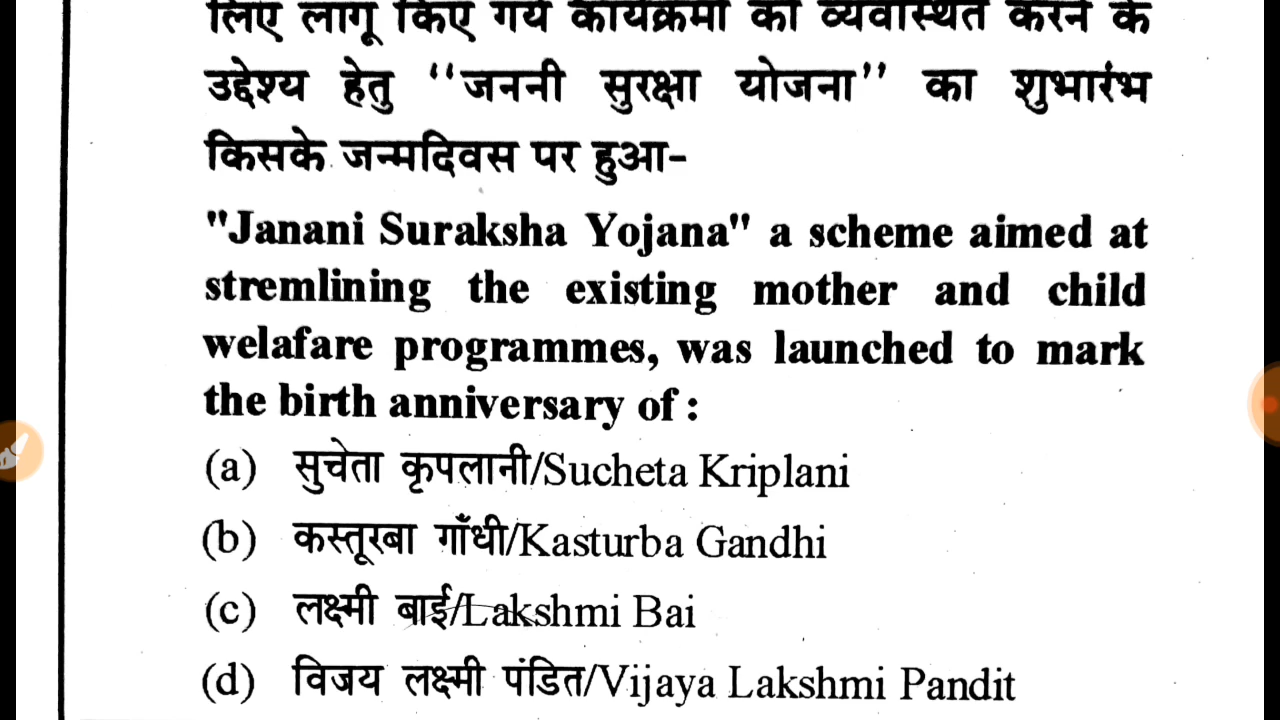 लिए लागू किए गये कार्यक्रमों को व्यवस्थित करने के
उद्देश्य हेतु ‘‘जननी सुरक्षा योजना’’ का शुभारंभ
किसके जन्मदिवस पर हुआ-
"Janani Suraksha Yojana" a scheme aimed at
stremlining the existing mother and child
welafare programmes, was launched to mark
the birth anniversary of :
(a) सुचेता कृपलानी/Sucheta Kriplani
(b) कस्तूरबा गाँधी/Kasturba Gandhi
(c) लक्ष्मी बाई/Lakshmi Bai
(d) विजय लक्ष्मी पंडित/Vijaya Lakshmi Pandit